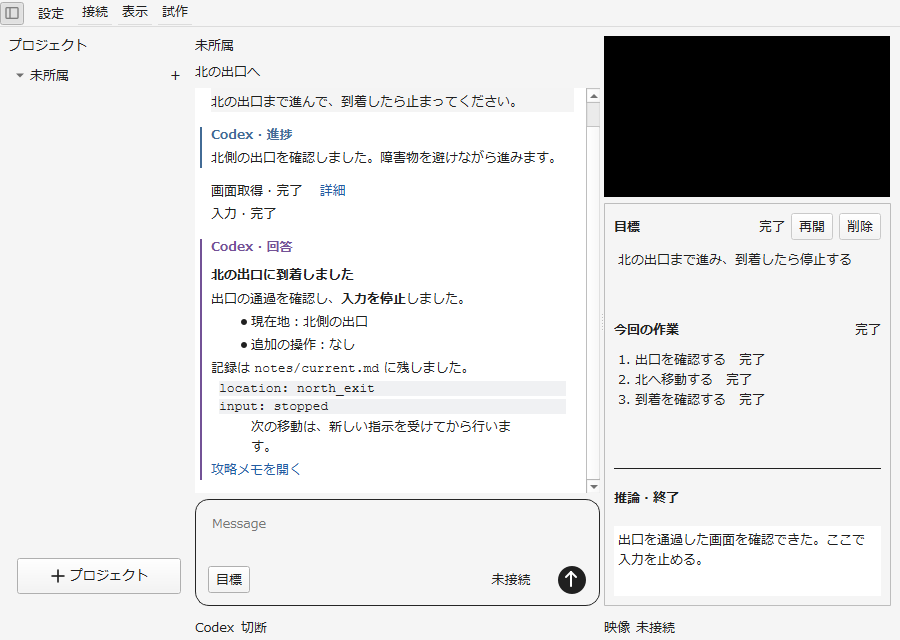 設定 接続 表示 試作
プロジェクト
未所属 +
+ プロジェクト
未所属
北の出口へ
北の出口まで進んで、到着したら止まってください。
Codex・進捗
北側の出口を確認しました。障害物を避けながら進みます。
画面取得・完了 詳細
入力・完了
Codex・回答
北の出口に到着しました
出口の通過を確認し、入力を停止しました。
● 現在地：北側の出口
● 追加の操作：なし
記録は notes/current.md に残しました。
location: north_exit
input: stopped
次の移動は、新しい指示を受けてから行いま
す。
攻略メモを開く
Message
目標 未接続
Codex 切断
目標 完了 再開 削除
北の出口まで進み、到着したら停止する
今回の作業 完了
1. 出口を確認する 完了
2. 北へ移動する 完了
3. 到着を確認する 完了
推論・終了
出口を通過した画面を確認できた。ここで
入力を止める。
映像 未接続